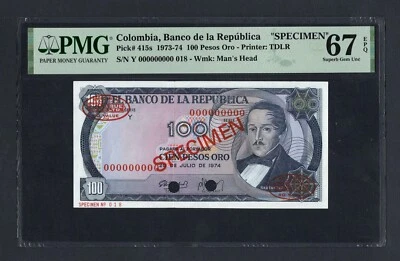 PMG
PAPER MONEY GUARANTY
Colombia, Banco de la República "SPECIMEN"
Pick# 415s 1973-74 100 Pesos Oro - Printer: TDLR
S/N Y 000000000 018 - Wmk: Man's Head
67 EPQ
Superb Gem Unc
EL BANCO DE LA REPUBLICA
100
000000000
100
SPECIMEN
000000000
CIEN PESOS ORO
DE JULIO DE 1974
100
SPECIMEN Nº 018